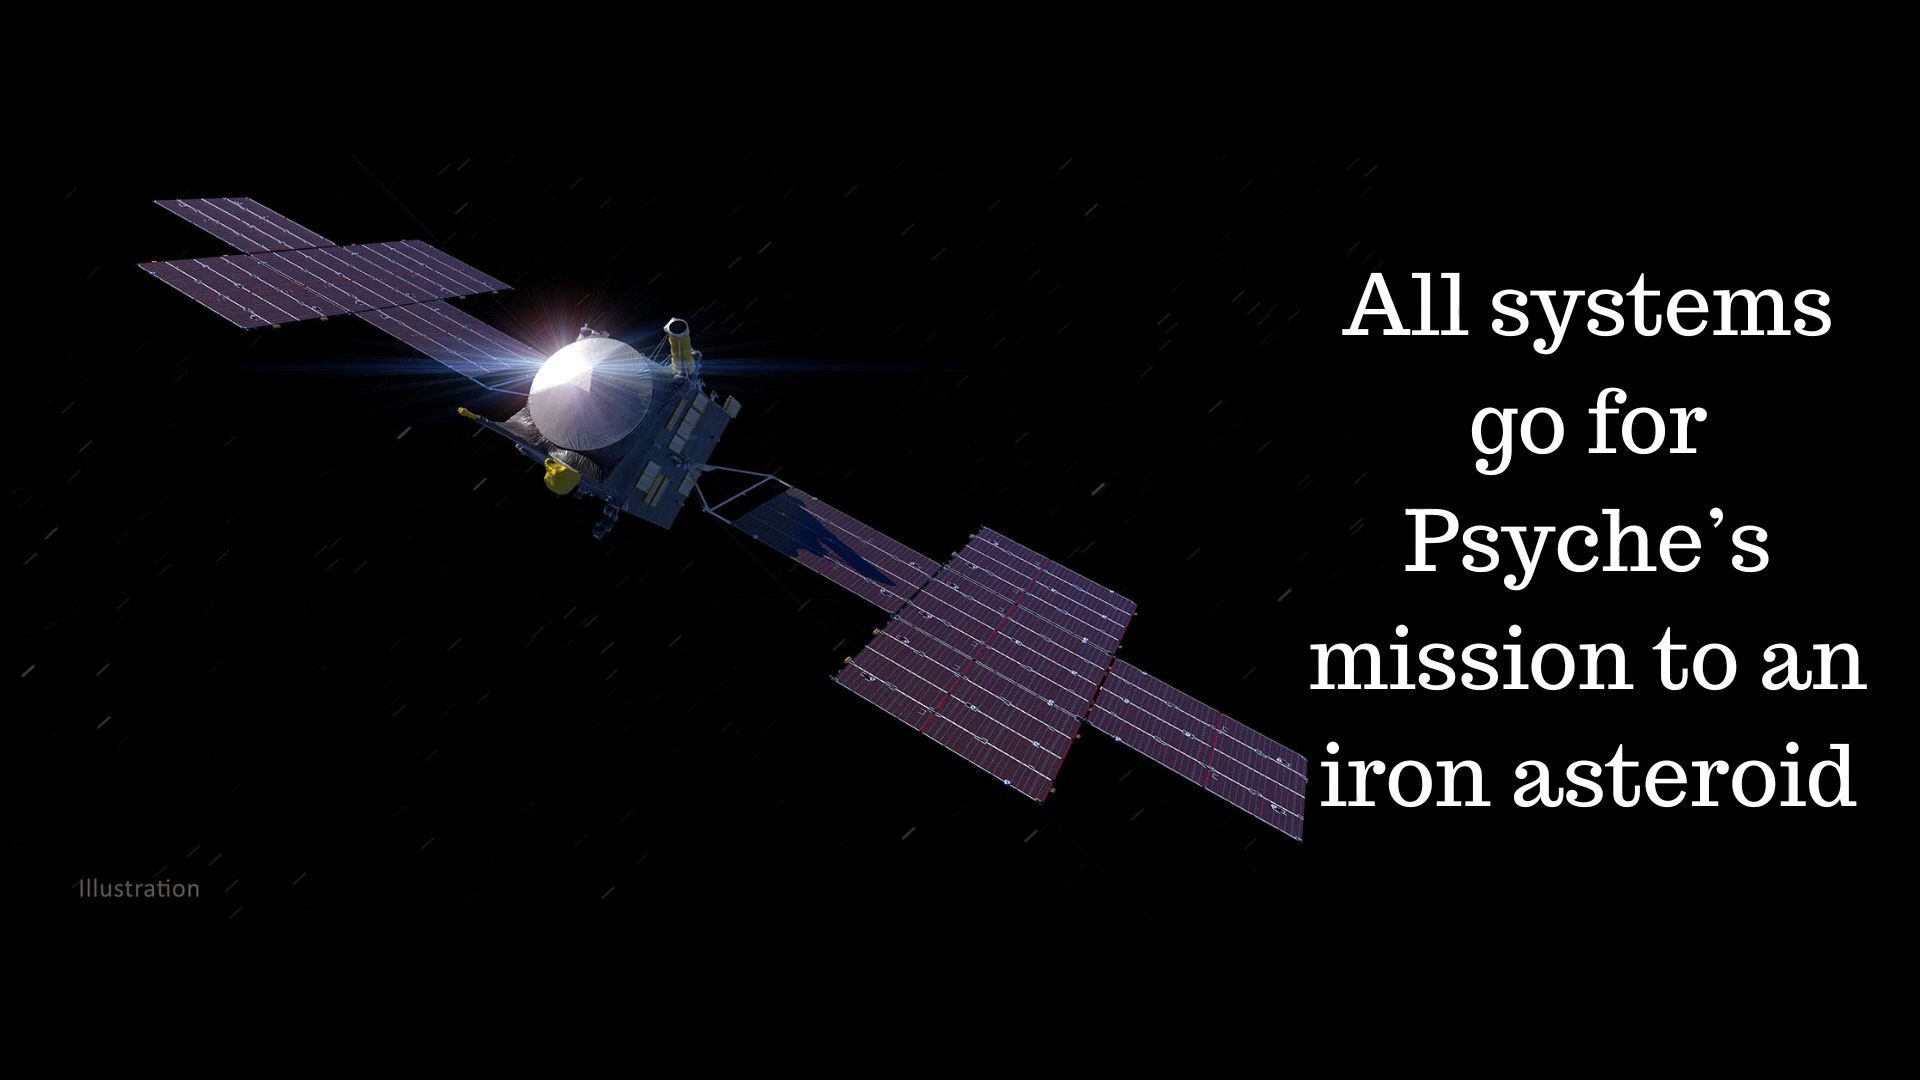 All systems
go for
Psyche’s
mission to an
iron asteroid
Illustration